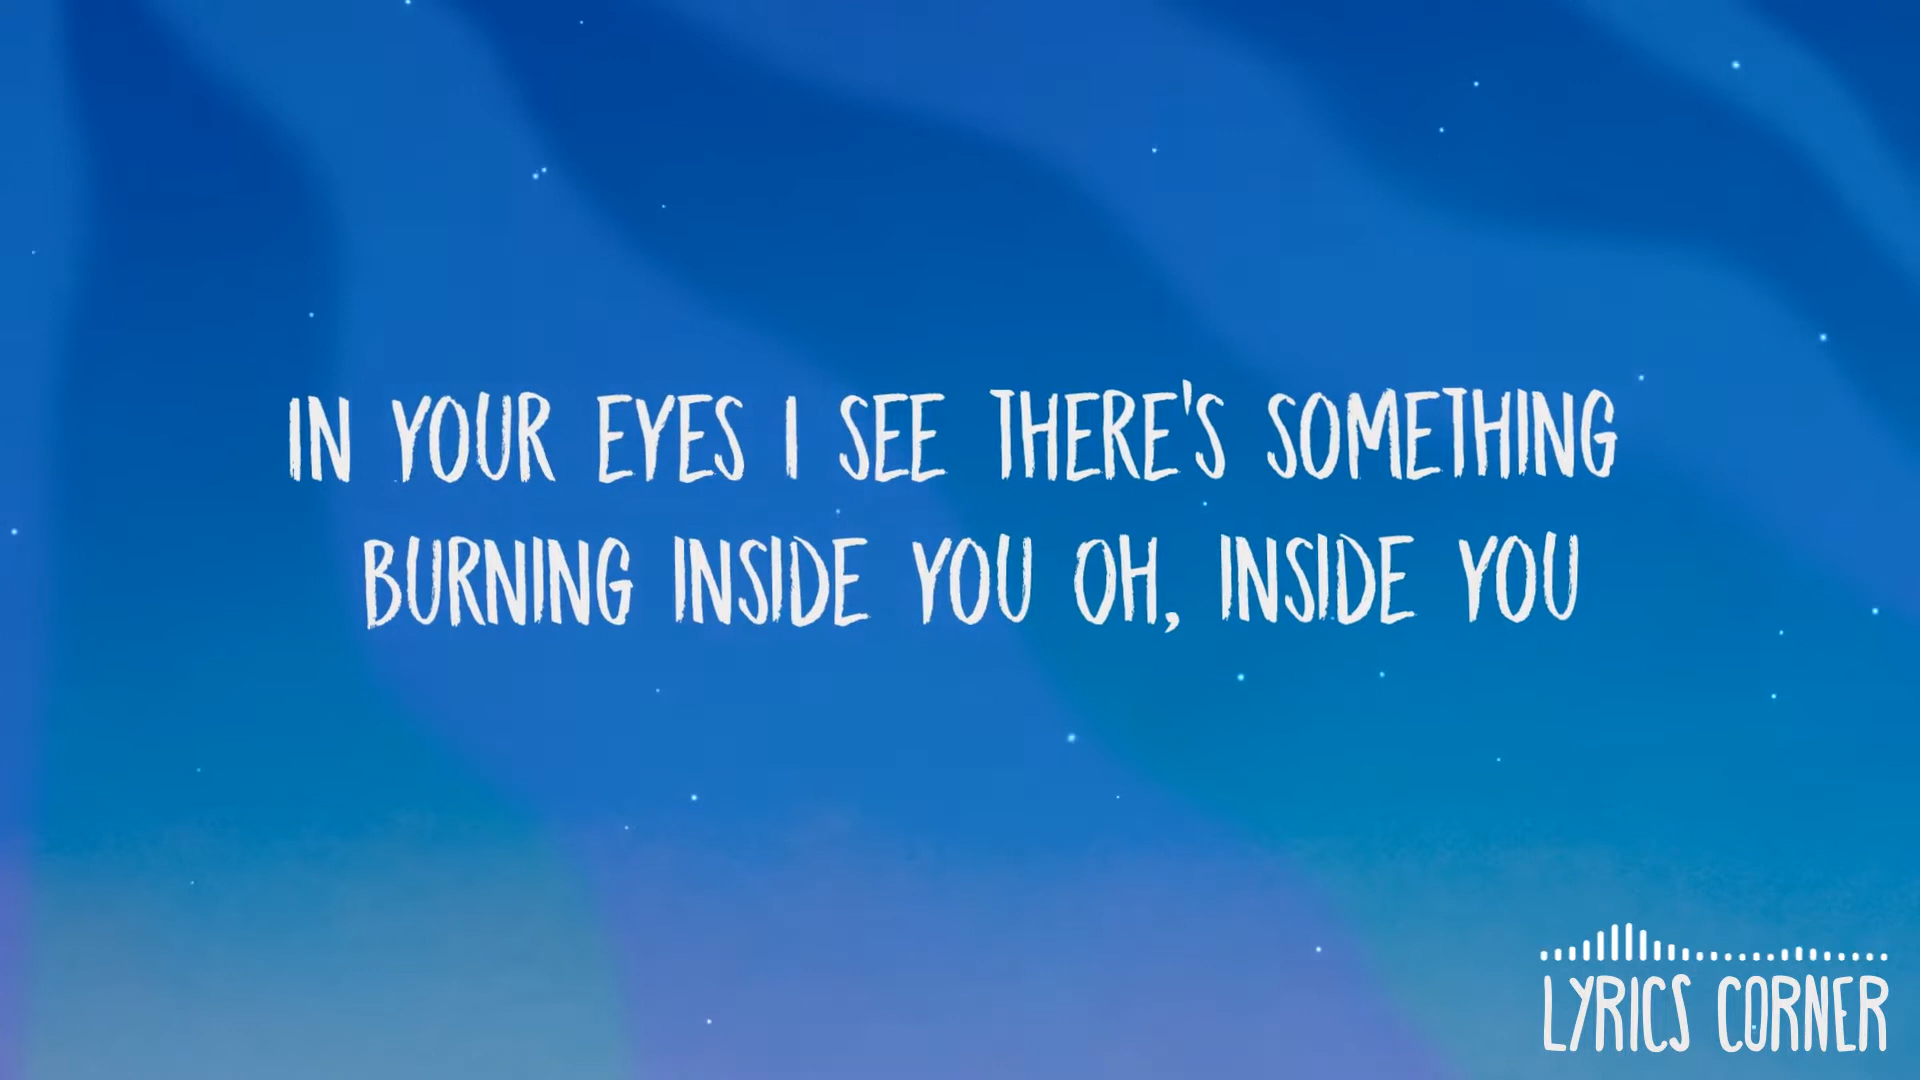 IN YOUR EYES I SEE THERE'S SOMETHING
BURNING INSIDE YOU OH, INSIDE YOU
LYRICS CORNER